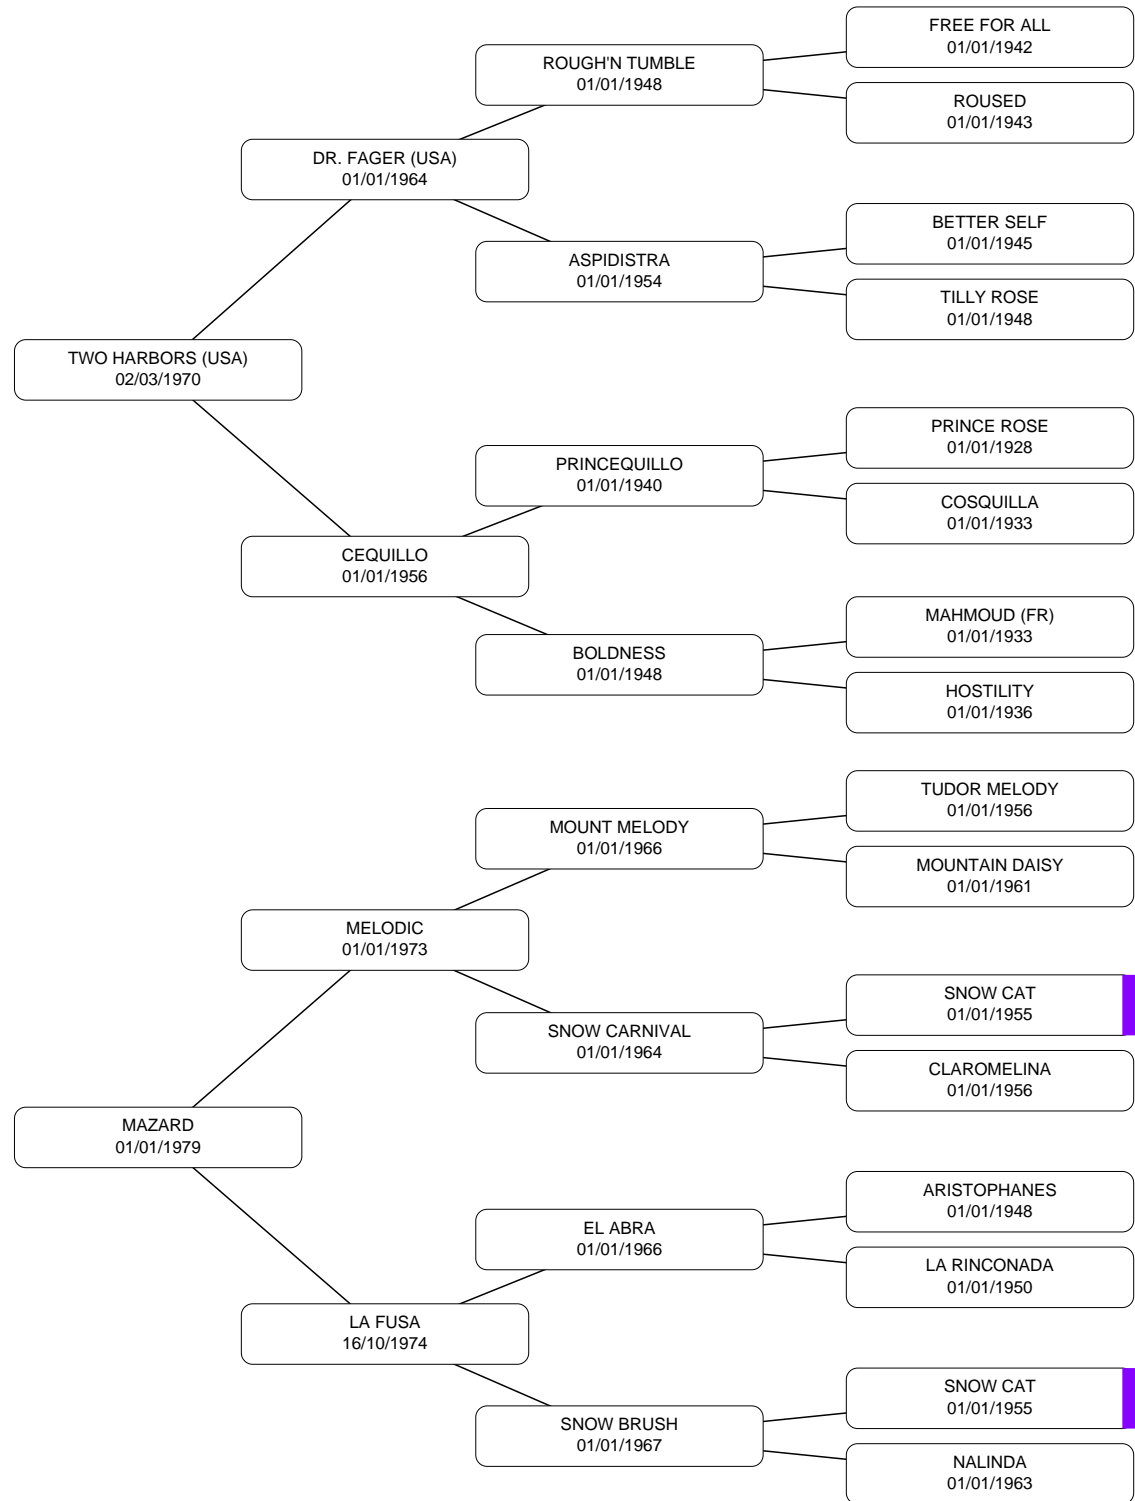 FREE FOR ALL
01/01/1942
ROUGH'N TUMBLE
01/01/1948
ROUSED
01/01/1943
DR. FAGER (USA)
01/01/1964
BETTER SELF
01/01/1945
ASPIDISTRA
01/01/1954
TILLY ROSE
01/01/1948
TWO HARBORS (USA)
02/03/1970
PRINCE ROSE
01/01/1928
PRINCEQUILLO
01/01/1940
COSQUILLA
01/01/1933
CEQUILLO
01/01/1956
MAHMOUD (FR)
01/01/1933
BOLDNESS
01/01/1948
HOSTILITY
01/01/1936
TUDOR MELODY
01/01/1956
MOUNT MELODY
01/01/1966
MOUNTAIN DAISY
01/01/1961
MELODIC
01/01/1973
SNOW CAT
01/01/1955
SNOW CARNIVAL
01/01/1964
CLAROMELINA
01/01/1956
MAZARD
01/01/1979
ARISTOPHANES
01/01/1948
EL ABRA
01/01/1966
LA RINCONADA
01/01/1950
LA FUSA
16/10/1974
SNOW CAT
01/01/1955
SNOW BRUSH
01/01/1967
NALINDA
01/01/1963